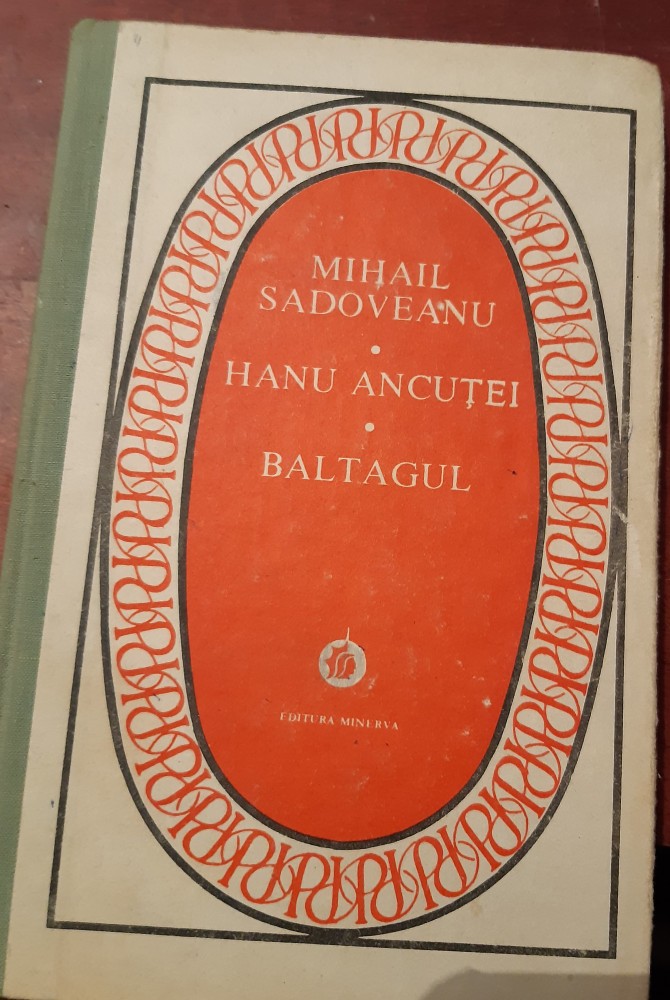 MIHAIL
SADOVEANU
•
HANU ANCUȚEI
•
BALTAGUL
EDITURA MINERVA